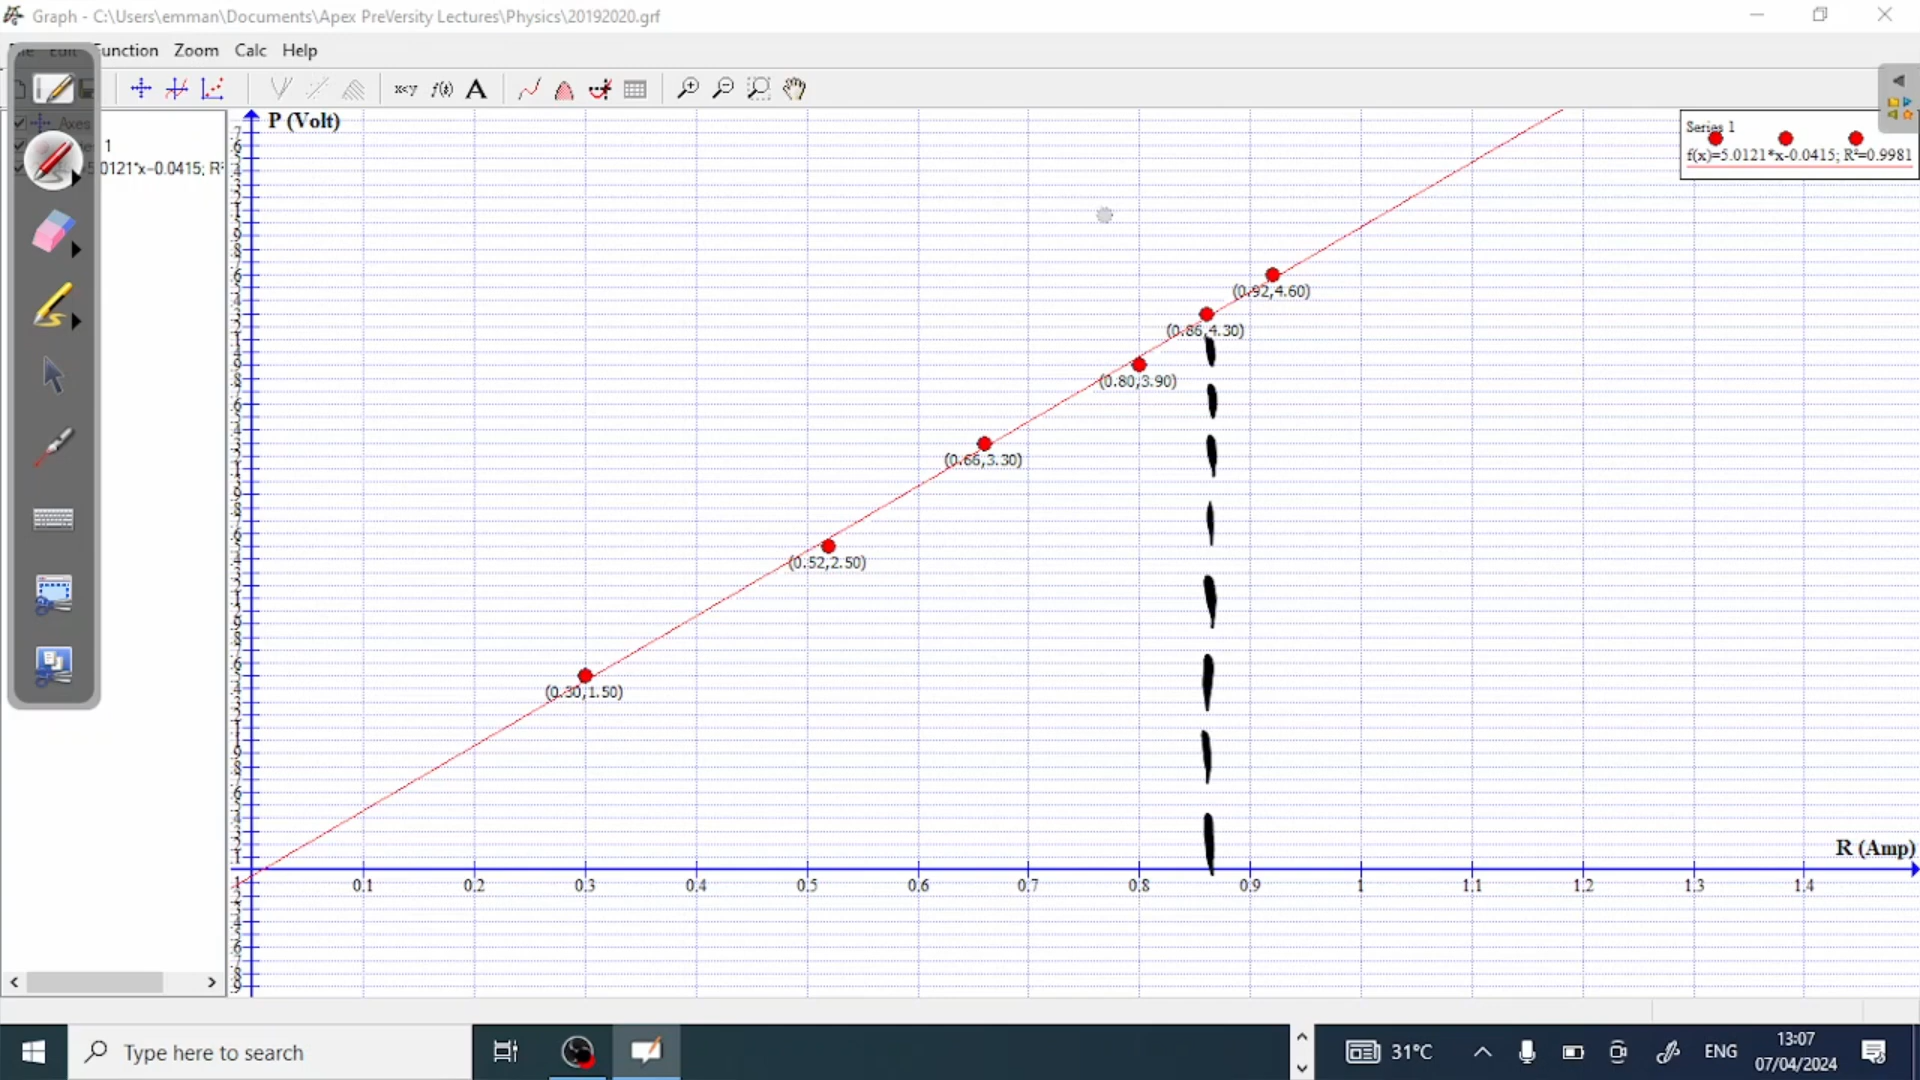 Graph - C:\Users\emman\Documents\Apex PreVersity Lectures\Physics\20192020.grf
Function Zoom Calc Help
Axes
1
5.0121*x-0.0415; R²
P (Volt)
Series 1
f(x)=5.0121*x-0.0415; R²=0.9981
(0.92,4.60)
(0.86,4.30)
(0.80,3.90)
(0.66,3.30)
(0.52,2.50)
(0.30,1.50)
R (Amp)
0.1 0.2 0.3 0.4 0.5 0.6 0.7 0.8 0.9 1 1.1 1.2 1.3 1.4
Type here to search
31°C
ENG
13:07
07/04/2024